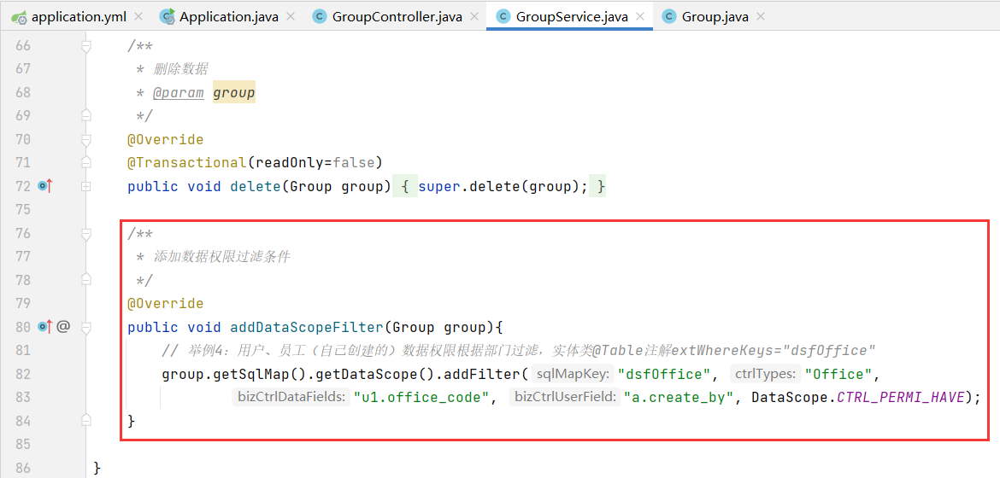 application.yml Application.java GroupController.java GroupService.java Group.java
66 /**
67 * 删除数据
68 * @param group
69 */
70 @Override
71 @Transactional(readOnly=false)
72 public void delete(Group group) { super.delete(group); }
75
76 /**
77 * 添加数据权限过滤条件
78 */
79 @Override
80 @ public void addDataScopeFilter(Group group){
81 // 举例4：用户、员工（自己创建的）数据权限根据部门过滤，实体类@Table注解extWhereKeys="dsfOffice"
82 group.getSqlMap().getDataScope().addFilter( sqlMapKey: "dsfOffice", ctrlTypes: "Office",
83 bizCtrlDataFields: "u1.office_code", bizCtrlUserField: "a.create_by", DataScope.CTRL_PERMI_HAVE);
84 }
85
86 }